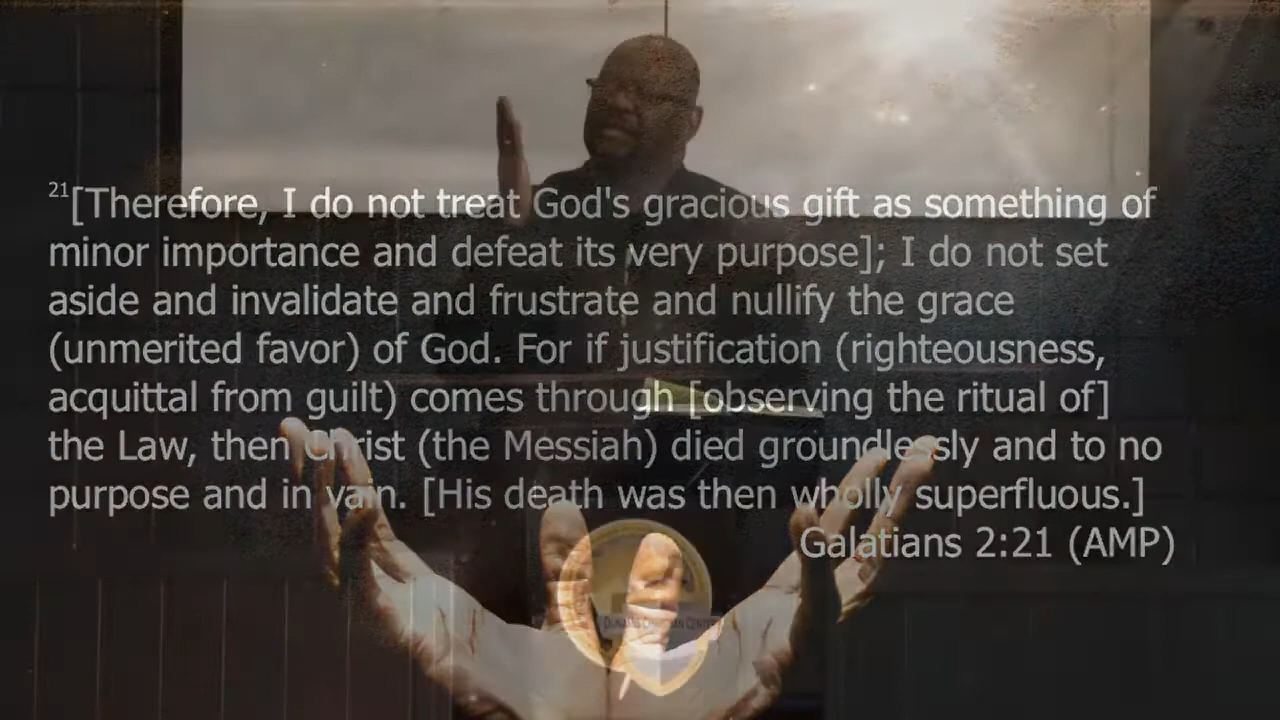 21[Therefore, I do not treat God's gracious gift as something of
minor importance and defeat its very purpose]; I do not set
aside and invalidate and frustrate and nullify the grace
(unmerited favor) of God. For if justification (righteousness,
acquittal from guilt) comes through [observing the ritual of]
the Law, then Christ (the Messiah) died groundlessly and to no
purpose and in vain. [His death was then wholly superfluous.]
Galatians 2:21 (AMP)
Christian Center